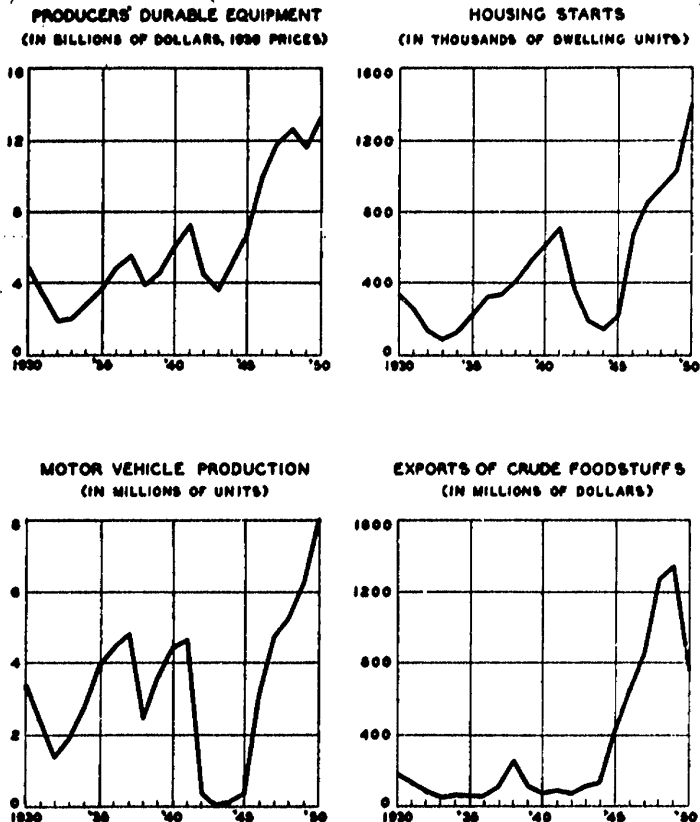 PRODUCERS' DURABLE EQUIPMENT
(IN BILLIONS OF DOLLARS, 1939 PRICES)
16
12
8
4
0
1930 '35 '40 '45 '50
HOUSING STARTS
(IN THOUSANDS OF DWELLING UNITS)
1600
1200
800
400
0
1930 '35 '40 '45 '50
MOTOR VEHICLE PRODUCTION
(IN MILLIONS OF UNITS)
8
6
4
2
0
1930 '35 '40 '45 '50
EXPORTS OF CRUDE FOODSTUFFS
(IN MILLIONS OF DOLLARS)
1600
1200
800
400
0
1930 '35 '40 '45 '50